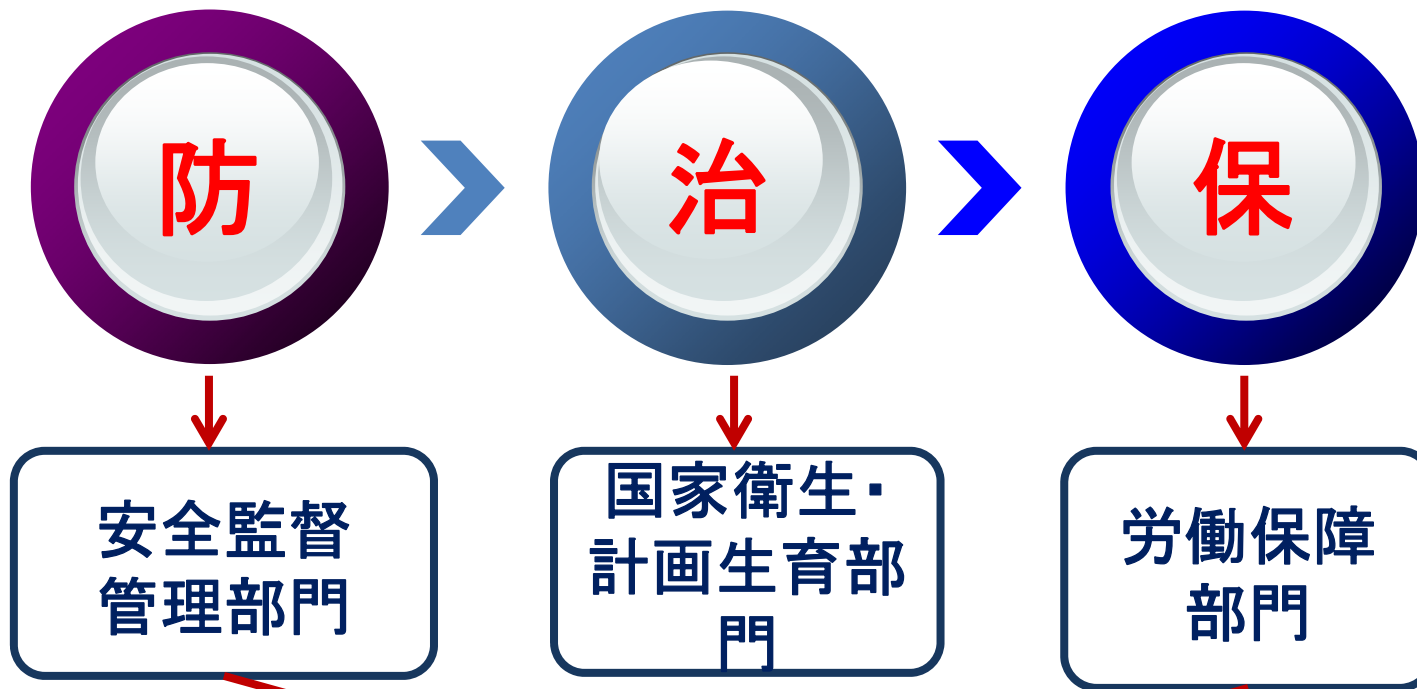 防
治
保
安全監督
管理部門
国家衛生・
計画生育部
門
労働保障
部門